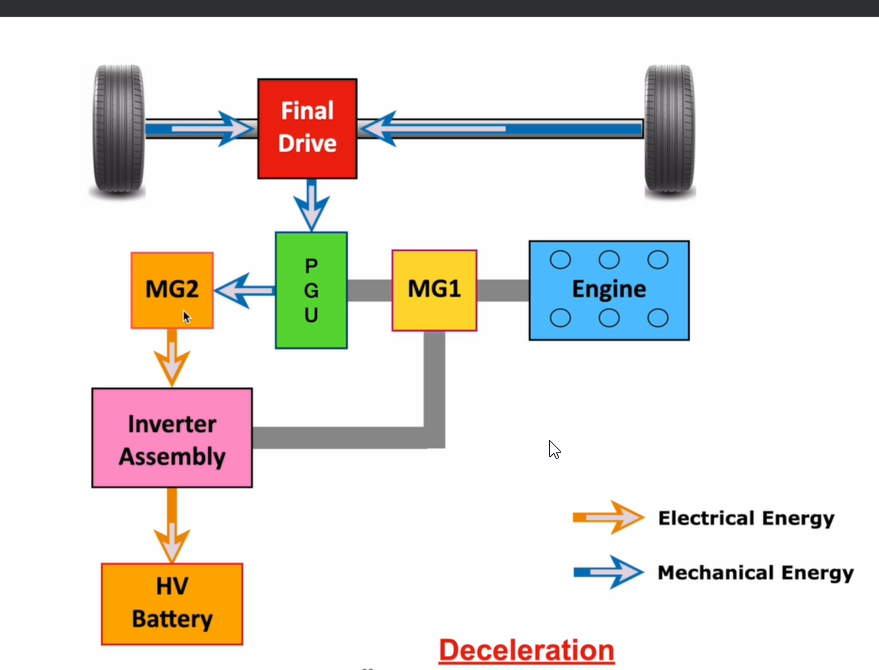 Final
Drive
P
G
U
MG2
MG1
Engine
Inverter
Assembly
Electrical Energy
Mechanical Energy
HV
Battery
Deceleration